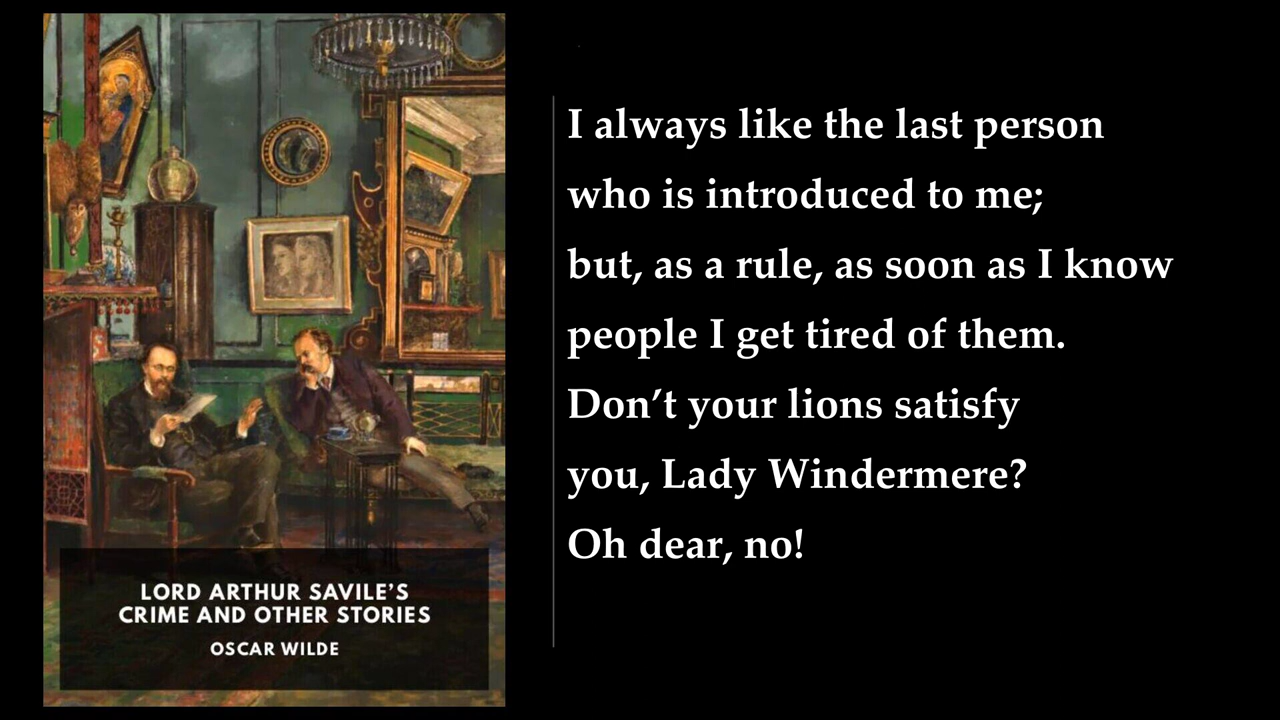 LORD ARTHUR SAVILE’S
CRIME AND OTHER STORIES
OSCAR WILDE
I always like the last person
who is introduced to me;
but, as a rule, as soon as I know
people I get tired of them.
Don’t your lions satisfy
you, Lady Windermere?
Oh dear, no!